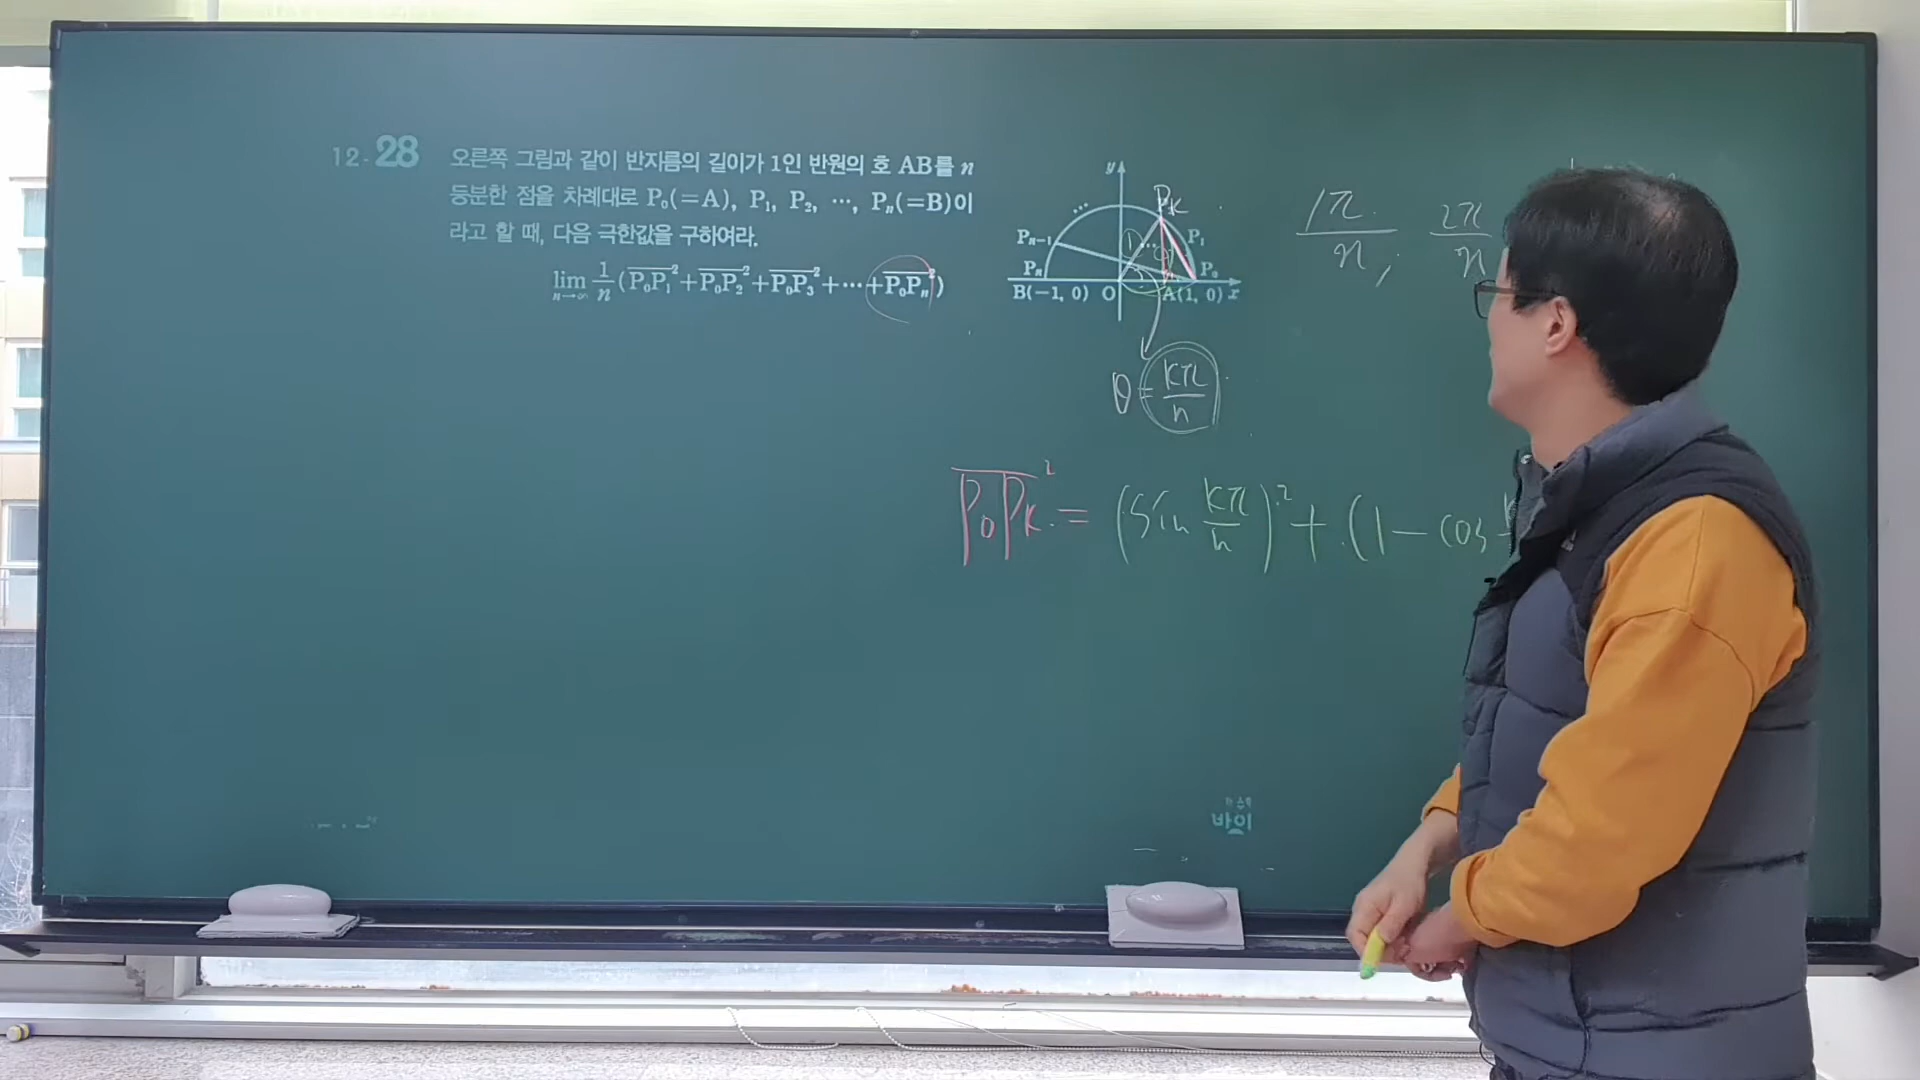 12-28 오른쪽 그림과 같이 반지름의 길이가 1인 반원의 호 AB를 n
등분한 점을 차례대로 P₀(=A), P₁, P₂, ⋯, Pₙ(=B)이
라고 할 때, 다음 극한값을 구하여라.
lim n→∞ 1/n (P₀P₁² + P₀P₂² + P₀P₃² + ⋯ + P₀Pₙ²)
y
PK
⋯
Pₙ₋₁
P₁
Pₙ
P₀
B(−1, 0) O A(1, 0) x
1π/n, 2π/n
θ = kπ/n
P₀Pk² = (sin kπ/n)² + (1 − cos
바이